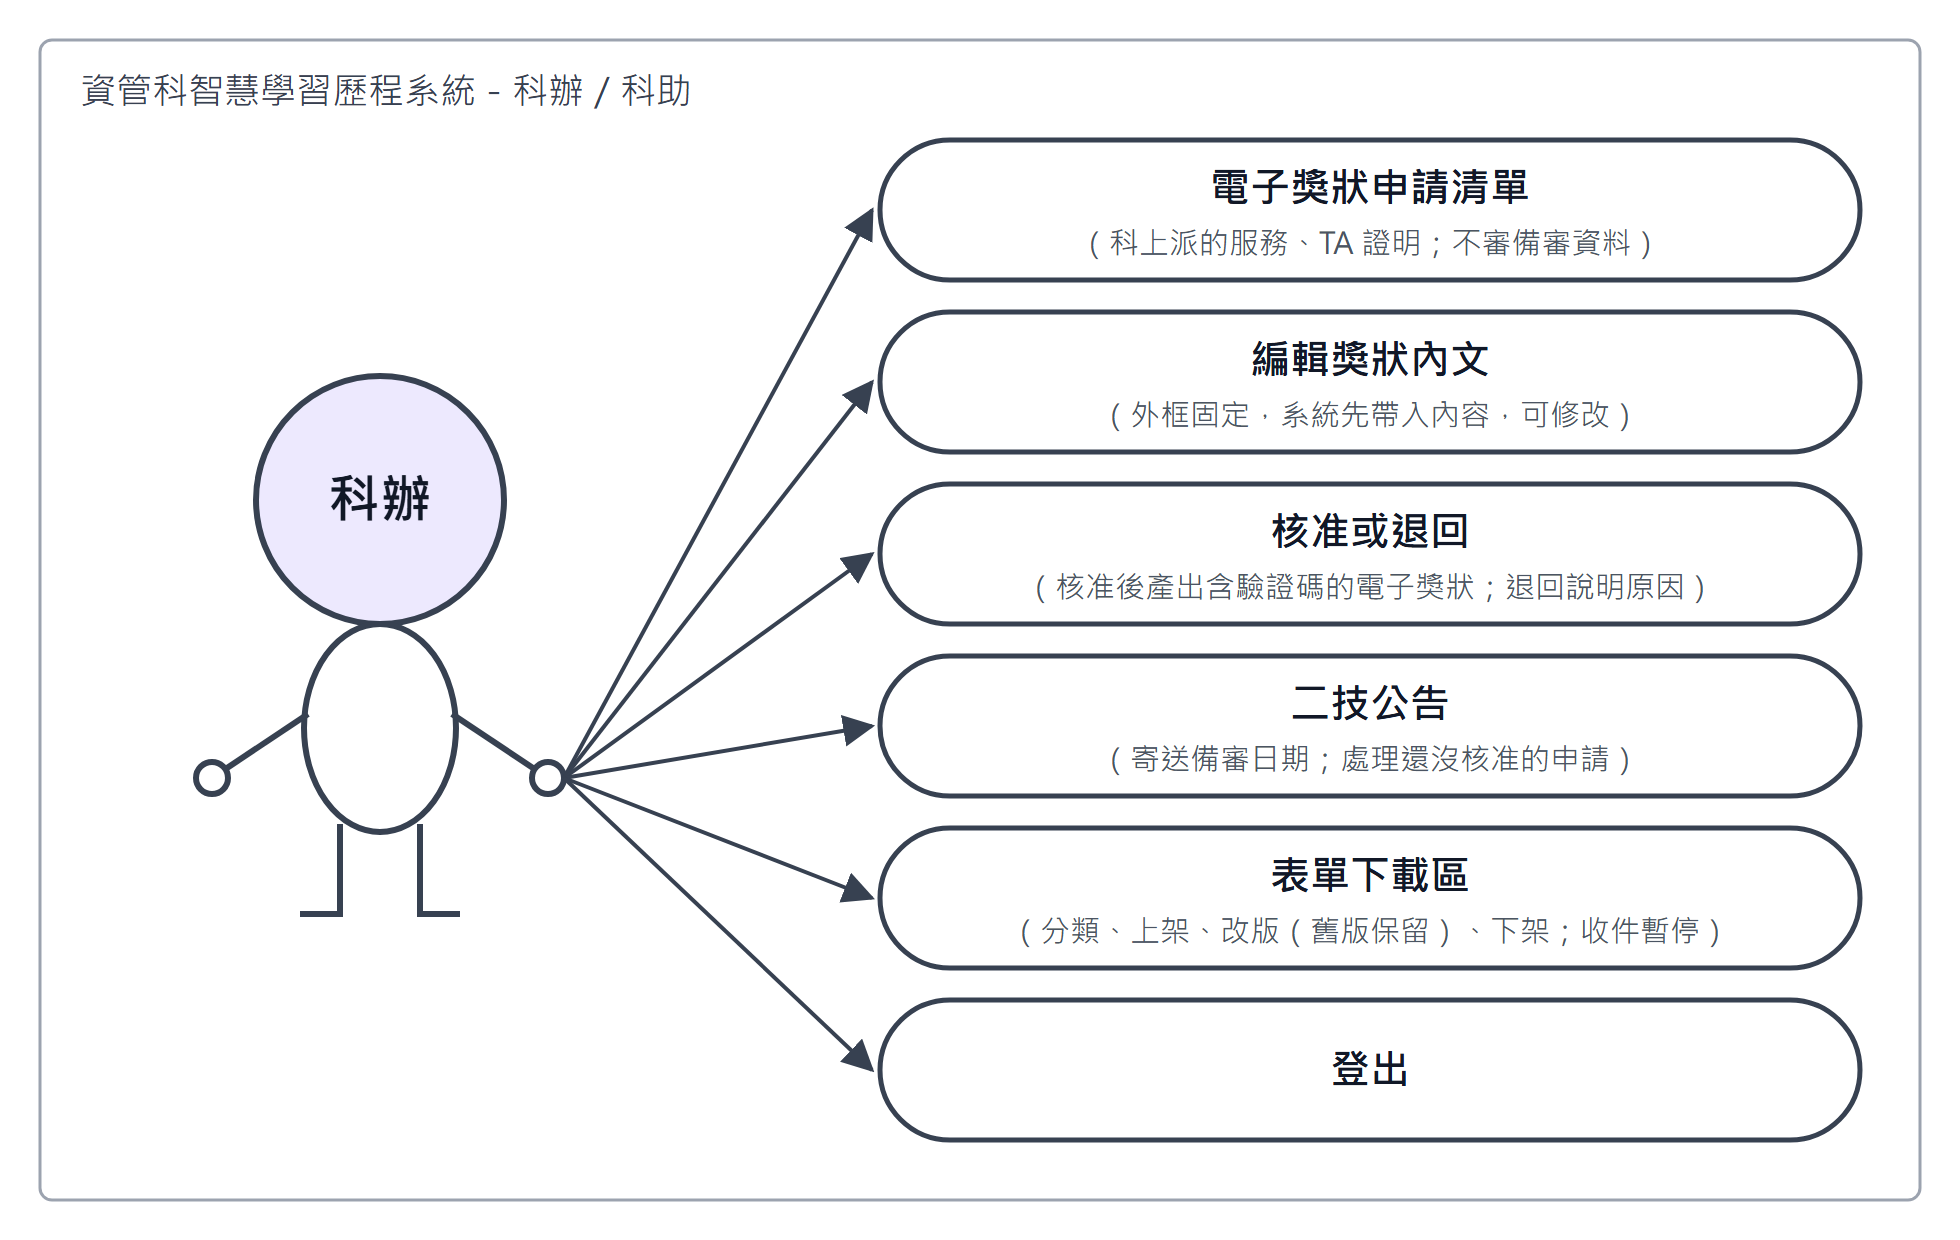 資管科智慧學習歷程系統 - 科辦 / 科助
電子獎狀申請清單
（科上派的服務、TA 證明；不審備審資料）
編輯獎狀內文
（外框固定，系統先帶入內容，可修改）
科辦
核准或退回
（核准後產出含驗證碼的電子獎狀；退回說明原因）
二技公告
（寄送備審日期；處理還沒核准的申請）
表單下載區
（分類、上架、改版（舊版保留）、下架；收件暫停）
登出